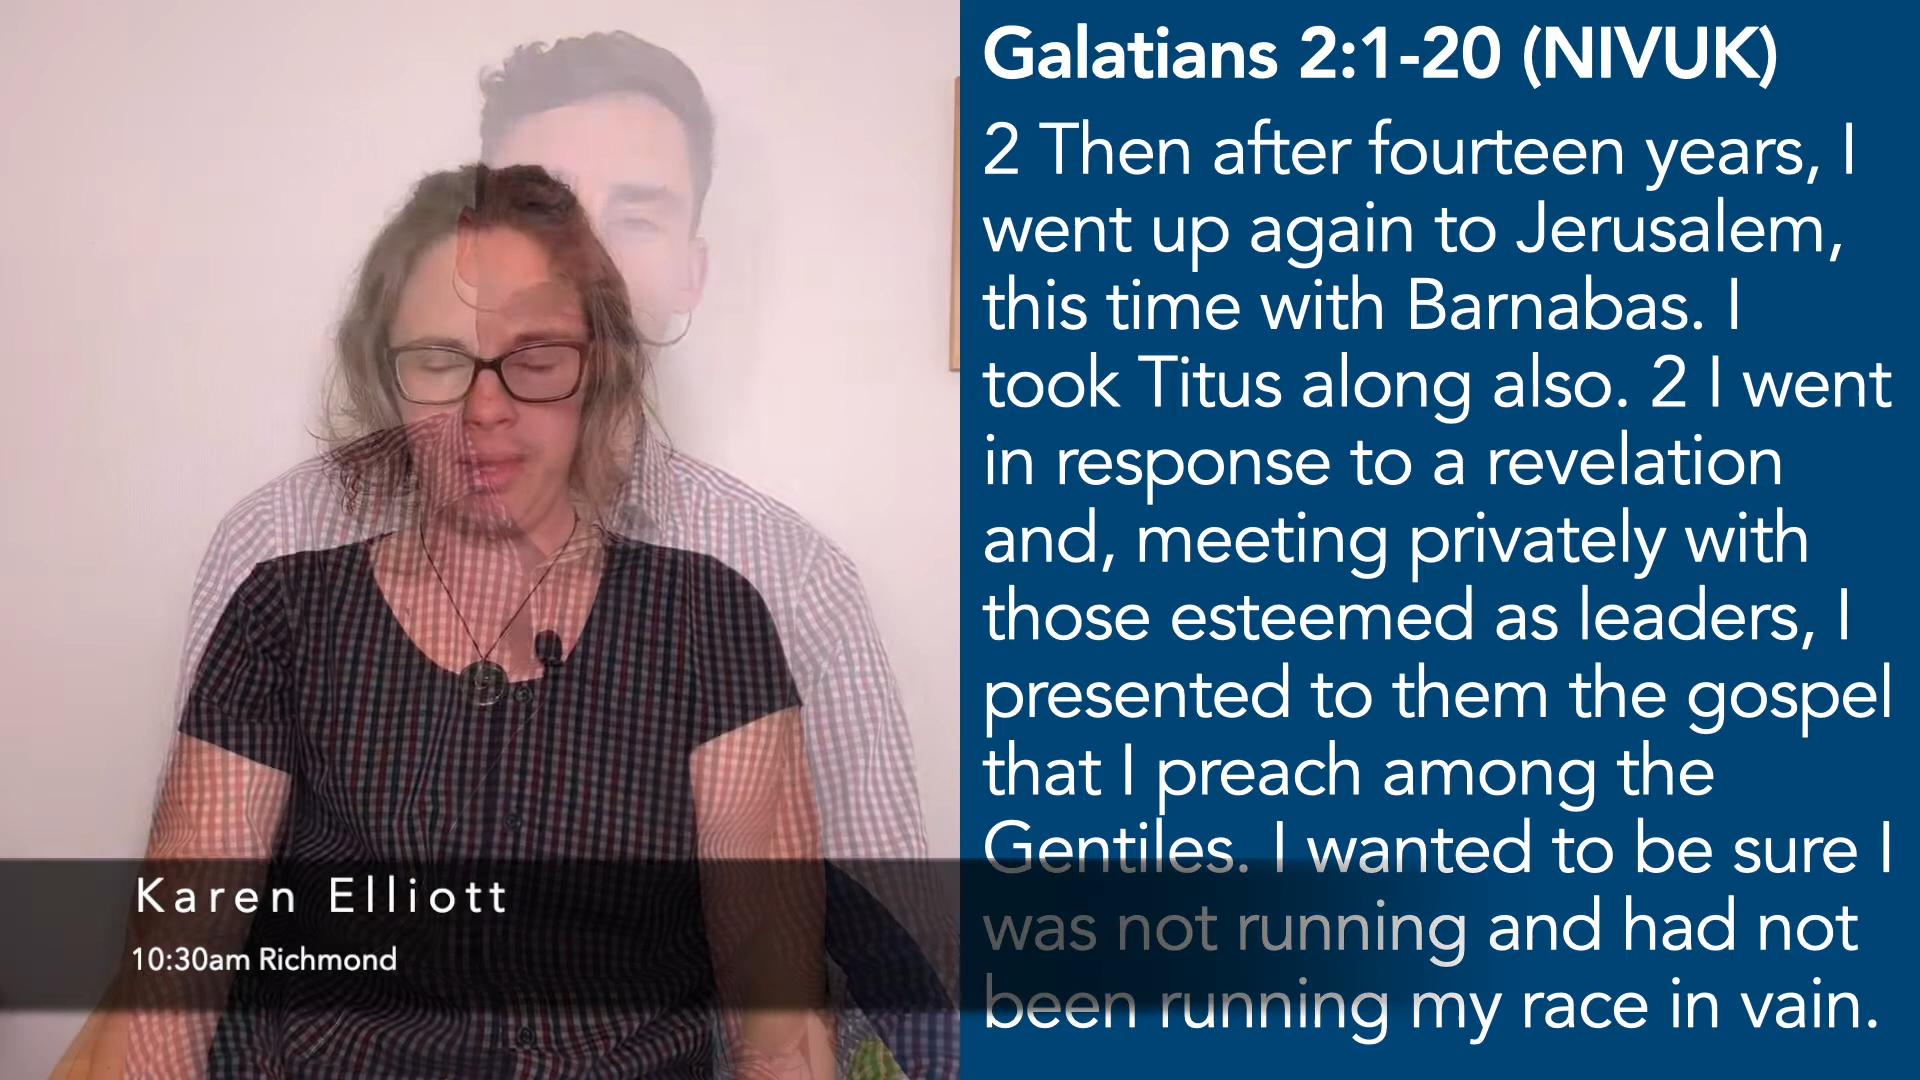 Galatians 2:1-20 (NIVUK)
2 Then after fourteen years, I
went up again to Jerusalem,
this time with Barnabas. I
took Titus along also. 2 I went
in response to a revelation
and, meeting privately with
those esteemed as leaders, I
presented to them the gospel
that I preach among the
Gentiles. I wanted to be sure I
was not running and had not
been running my race in vain.
Karen Elliott
10:30am Richmond